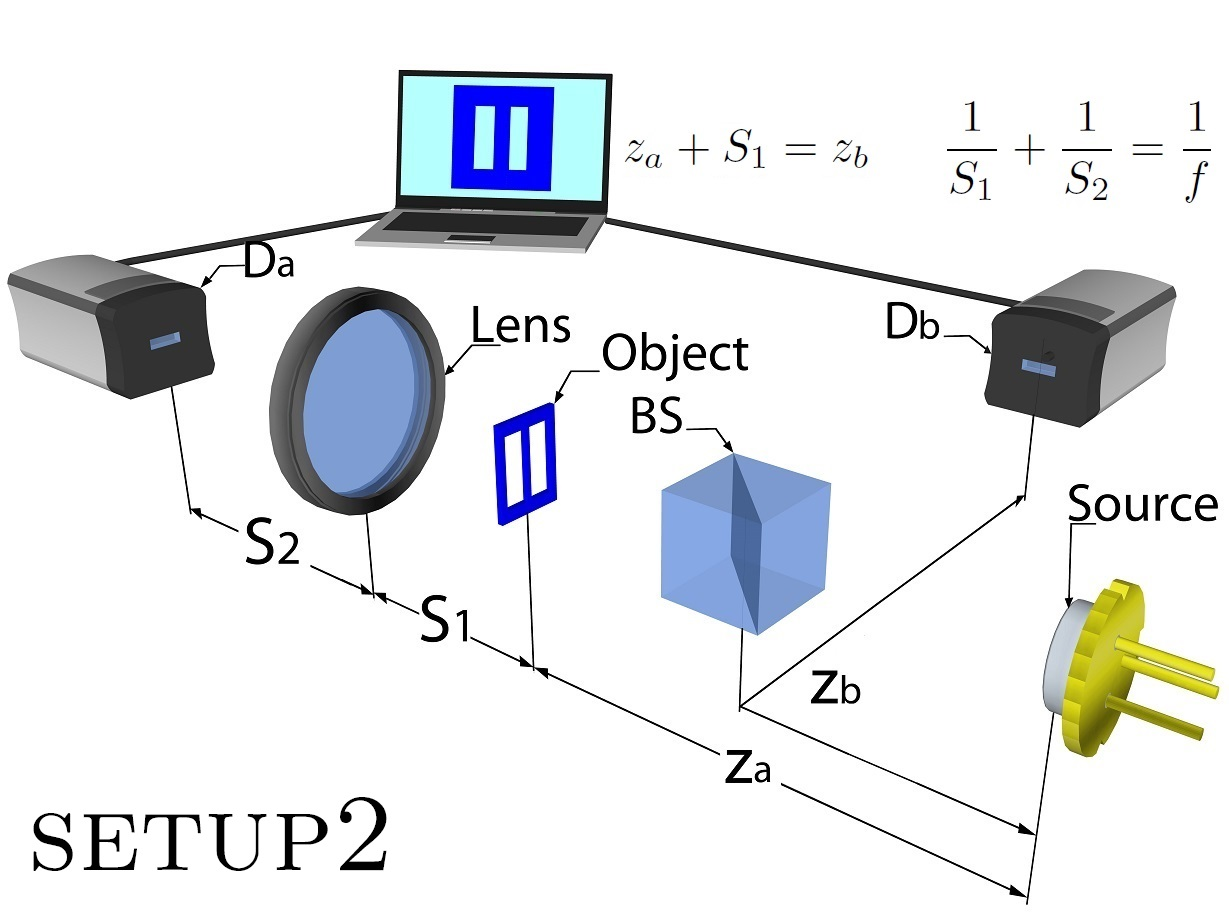 z_a + S_1 = z_b
1/S_1 + 1/S_2 = 1/f
Da
Lens
Object
BS
Db
Source
S2
S1
zb
za
SETUP2